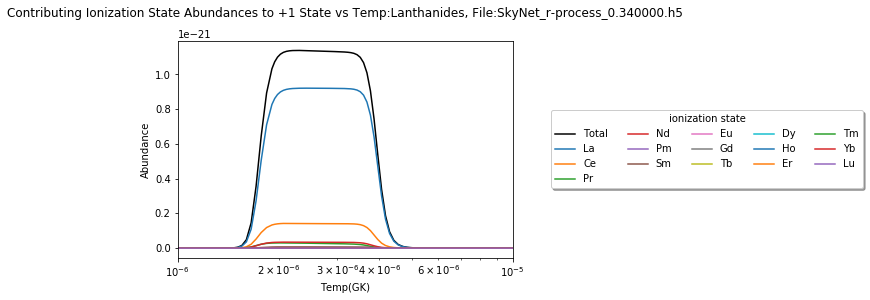 Contributing Ionization State Abundances to +1 State vs Temp:Lanthanides, File:SkyNet_r-process_0.340000.h5
1e−21
1.0
0.8
0.6
0.4
0.2
0.0
Abundance
10⁻⁶
2 × 10⁻⁶
3 × 10⁻⁶
4 × 10⁻⁶
6 × 10⁻⁶
10⁻⁵
Temp(GK)
ionization state
Total Nd Eu Dy Tm
La Pm Gd Ho Yb
Ce Sm Tb Er Lu
Pr